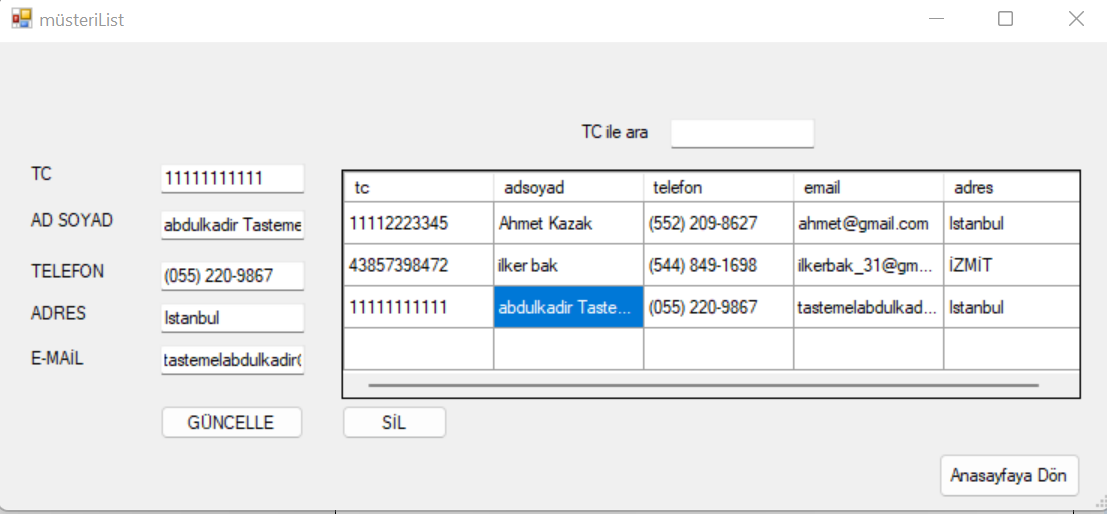 müsteriList
TC ile ara
TC 11111111111
AD SOYAD abdulkadir Tasteme
TELEFON (055) 220-9867
ADRES Istanbul
E-MAİL tastemelabdulkadir(
tc adsoyad telefon email adres
11112223345 Ahmet Kazak (552) 209-8627 ahmet@gmail.com Istanbul
43857398472 ilker bak (544) 849-1698 ilkerbak_31@gm... İZMİT
11111111111 abdulkadir Taste... (055) 220-9867 tastemelabdulkad... Istanbul
GÜNCELLE SİL
Anasayfaya Dön